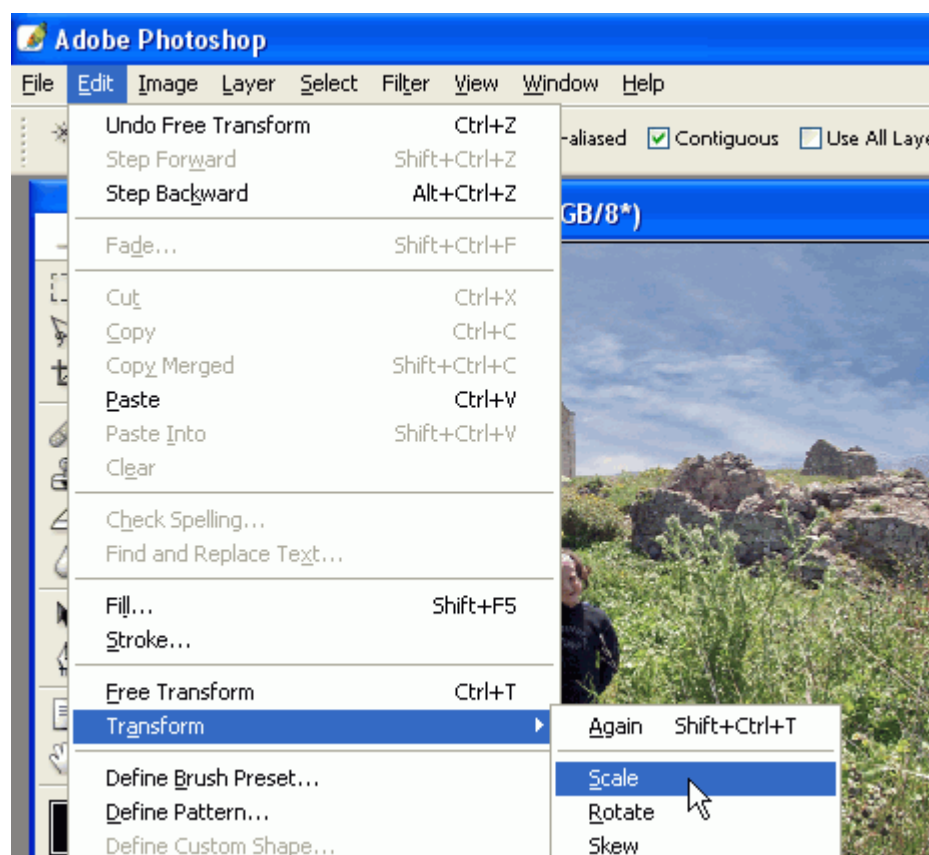 Adobe Photoshop
File Edit Image Layer Select Filter View Window Help
-aliased Contiguous Use All Laye
GB/8*)
Undo Free Transform Ctrl+Z
Step Forward Shift+Ctrl+Z
Step Backward Alt+Ctrl+Z
Fade... Shift+Ctrl+F
Cut Ctrl+X
Copy Ctrl+C
Copy Merged Shift+Ctrl+C
Paste Ctrl+V
Paste Into Shift+Ctrl+V
Clear
Check Spelling...
Find and Replace Text...
Fill... Shift+F5
Stroke...
Free Transform Ctrl+T
Transform
Define Brush Preset...
Define Pattern...
Define Custom Shape...
Again Shift+Ctrl+T
Scale
Rotate
Skew